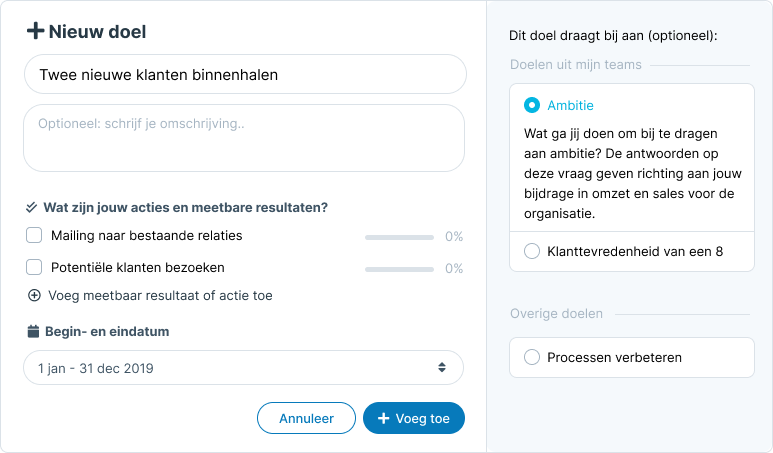 Nieuw doel
Twee nieuwe klanten binnenhalen
Optioneel: schrijf je omschrijving..
Wat zijn jouw acties en meetbare resultaten?
Mailing naar bestaande relaties 0%
Potentiële klanten bezoeken 0%
Voeg meetbaar resultaat of actie toe
Begin- en eindatum
1 jan - 31 dec 2019
Annuleer
Voeg toe
Dit doel draagt bij aan (optioneel):
Doelen uit mijn teams
Ambitie
Wat ga jij doen om bij te dragen
aan ambitie? De antwoorden op
deze vraag geven richting aan jouw
bijdrage in omzet en sales voor de
organisatie.
Klanttevredenheid van een 8
Overige doelen
Processen verbeteren